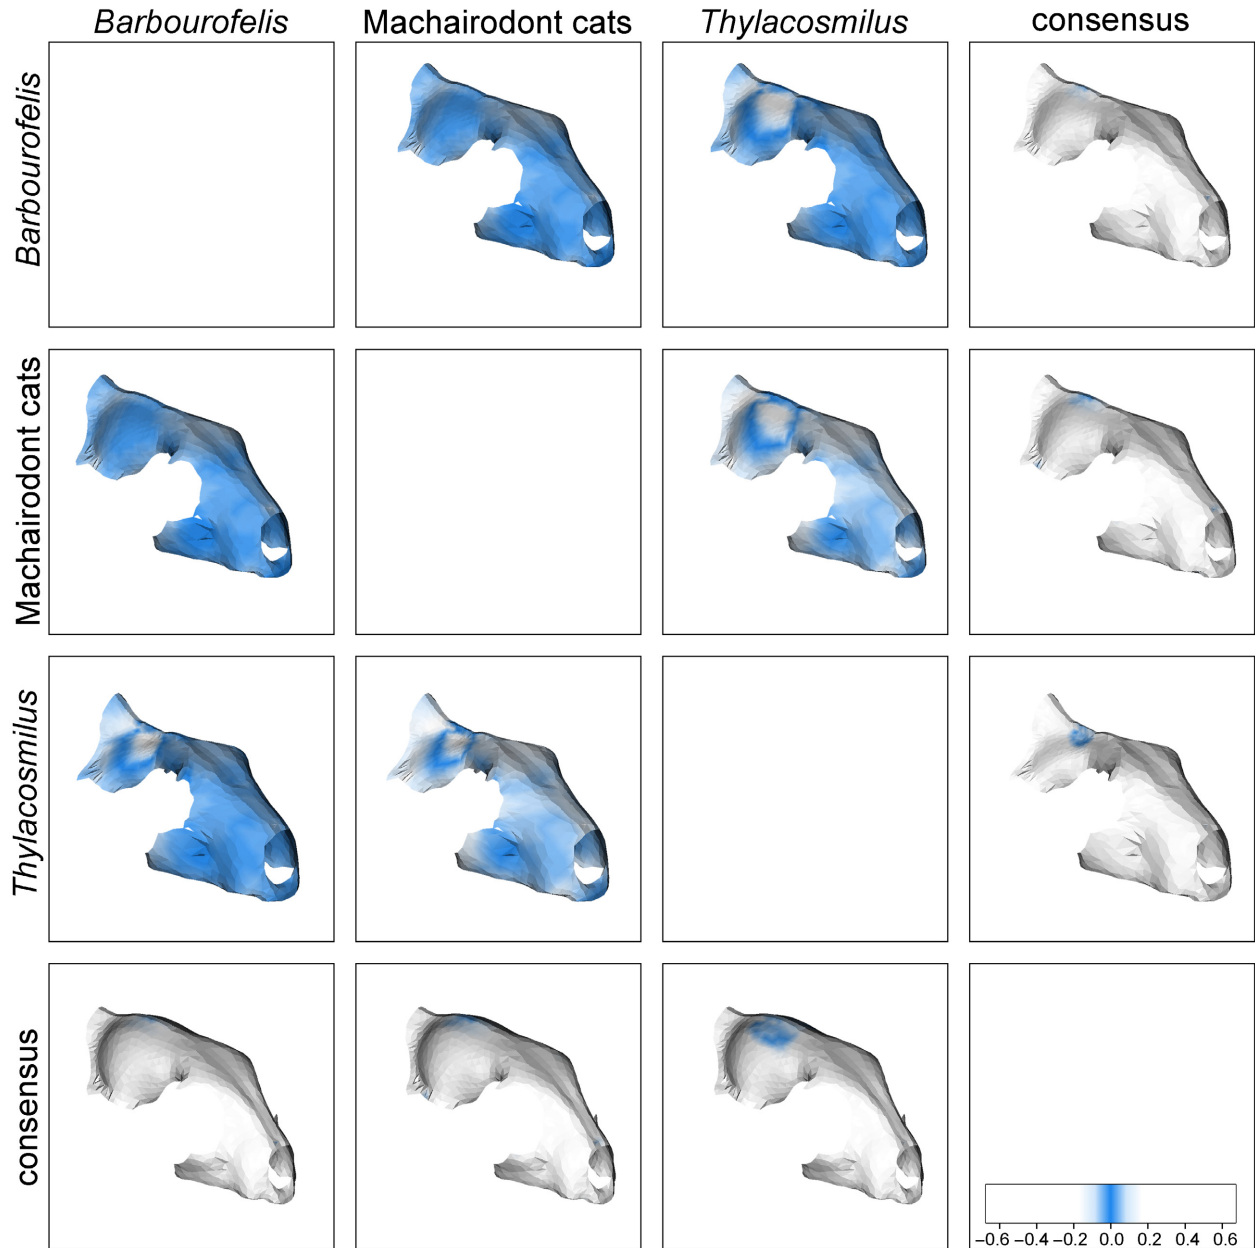 Barbourofelis Machairodont cats Thylacosmilus consensus
Barbourofelis
Machairodont cats
Thylacosmilus
consensus
−0.6 −0.4 −0.2 0.0 0.2 0.4 0.6